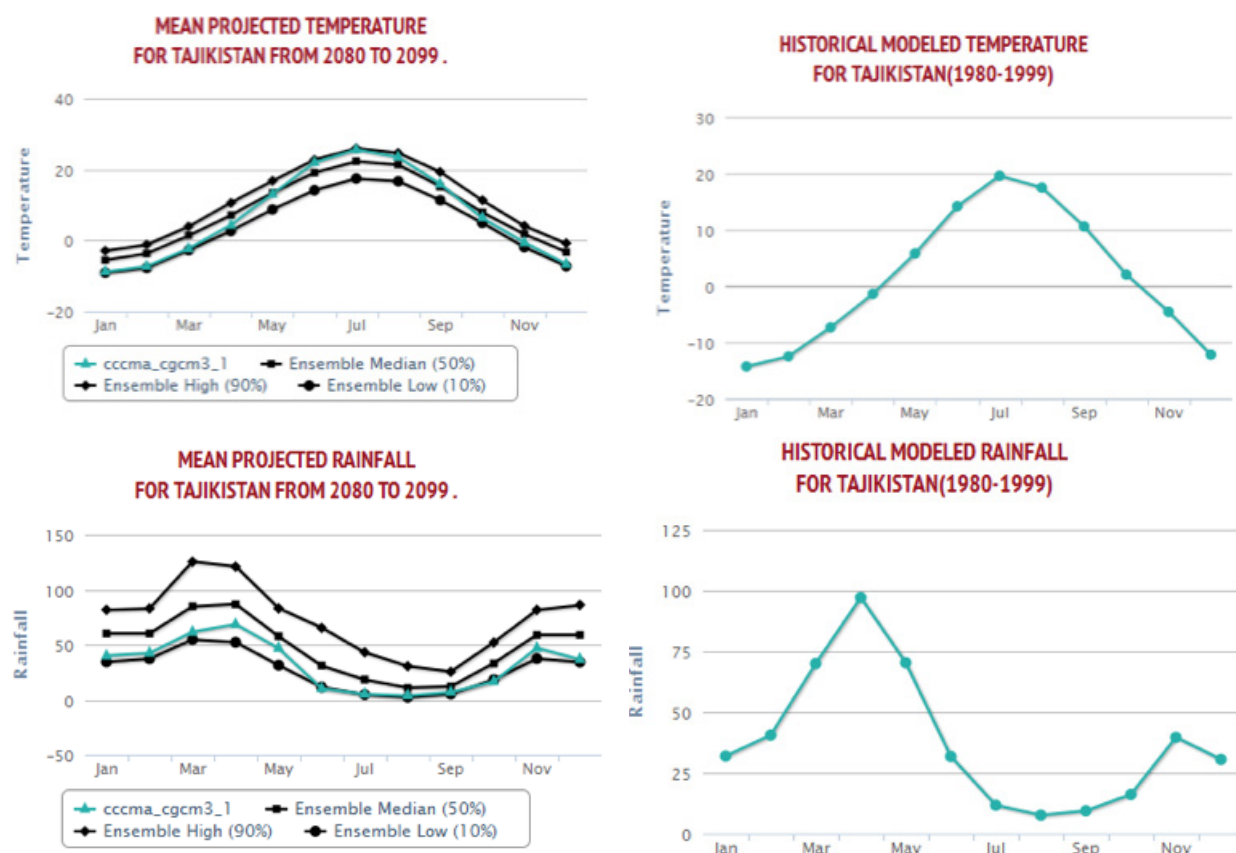 MEAN PROJECTED TEMPERATURE
FOR TAJIKISTAN FROM 2080 TO 2099 .
40
20
0
-20
Temperature
Jan Mar May Jul Sep Nov
cccma_cgcm3_1 Ensemble Median (50%)
Ensemble High (90%) Ensemble Low (10%)
HISTORICAL MODELED TEMPERATURE
FOR TAJIKISTAN(1980-1999)
30
20
10
0
-10
-20
Temperature
Jan Mar May Jul Sep Nov
MEAN PROJECTED RAINFALL
FOR TAJIKISTAN FROM 2080 TO 2099 .
150
100
50
0
-50
Rainfall
Jan Mar May Jul Sep Nov
cccma_cgcm3_1 Ensemble Median (50%)
Ensemble High (90%) Ensemble Low (10%)
HISTORICAL MODELED RAINFALL
FOR TAJIKISTAN(1980-1999)
125
100
75
50
25
0
Rainfall
Jan Mar May Jul Sep Nov